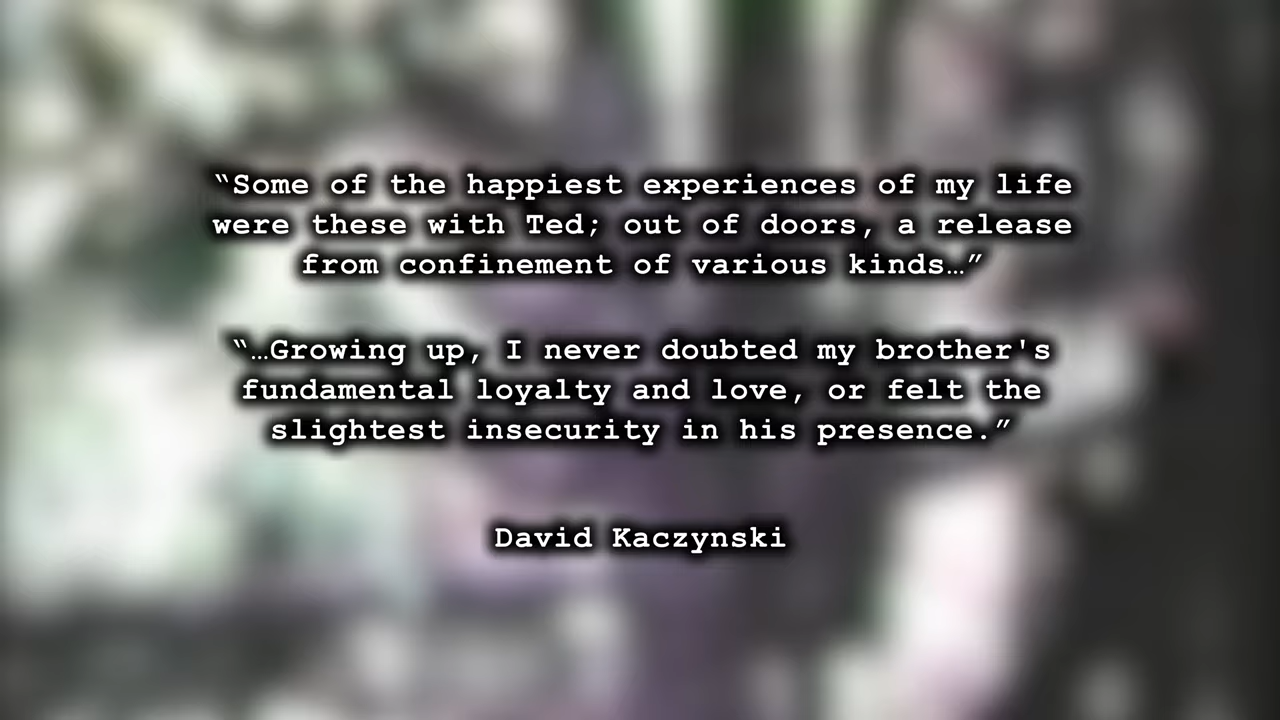 “Some of the happiest experiences of my life
were these with Ted; out of doors, a release
from confinement of various kinds…”
“…Growing up, I never doubted my brother's
fundamental loyalty and love, or felt the
slightest insecurity in his presence.”
David Kaczynski